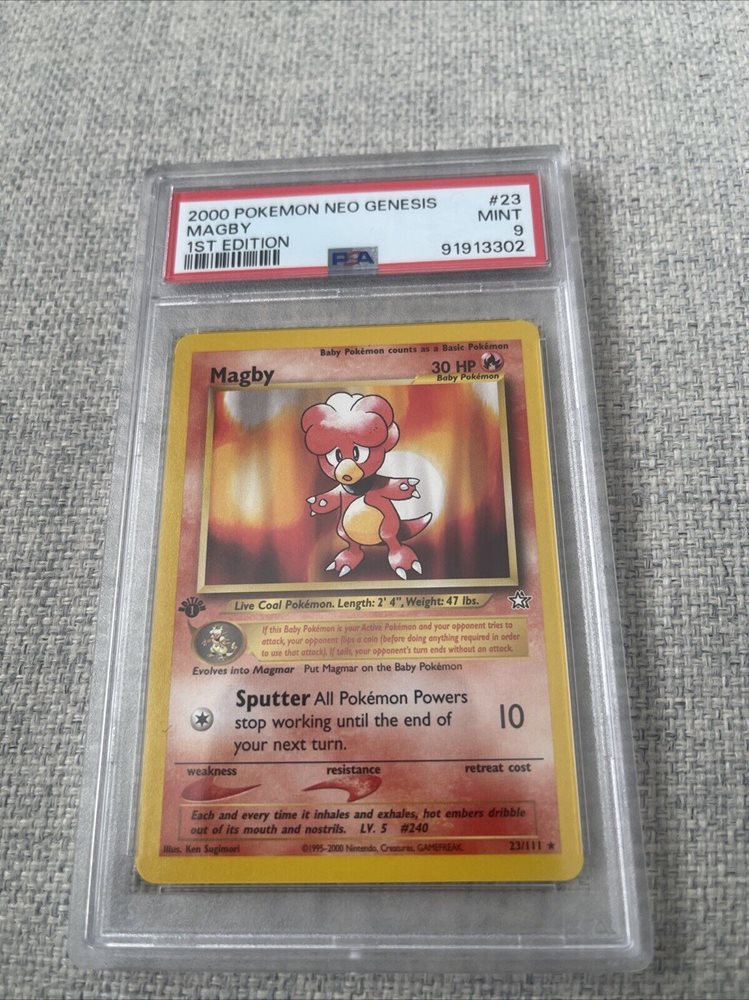 2000 POKEMON NEO GENESIS #23
MAGBY MINT
1ST EDITION 9
PSA 91913302
Baby Pokémon counts as a Basic Pokémon
Magby 30 HP
Baby Pokémon
EDITION 1
Live Coal Pokémon. Length: 2' 4", Weight: 47 lbs.
If this Baby Pokémon is your Active Pokémon and your opponent tries to
attack, your opponent flips a coin (before doing anything required in order
to use that attack). If tails, your opponent's turn ends without an attack.
Evolves into Magmar Put Magmar on the Baby Pokémon
Sputter All Pokémon Powers
stop working until the end of 10
your next turn.
weakness resistance retreat cost
Each and every time it inhales and exhales, hot embers dribble
out of its mouth and nostrils. LV. 5 #240
Illus. Ken Sugimori ©1995-2000 Nintendo, Creatures, GAMEFREAK. 23/111 ★